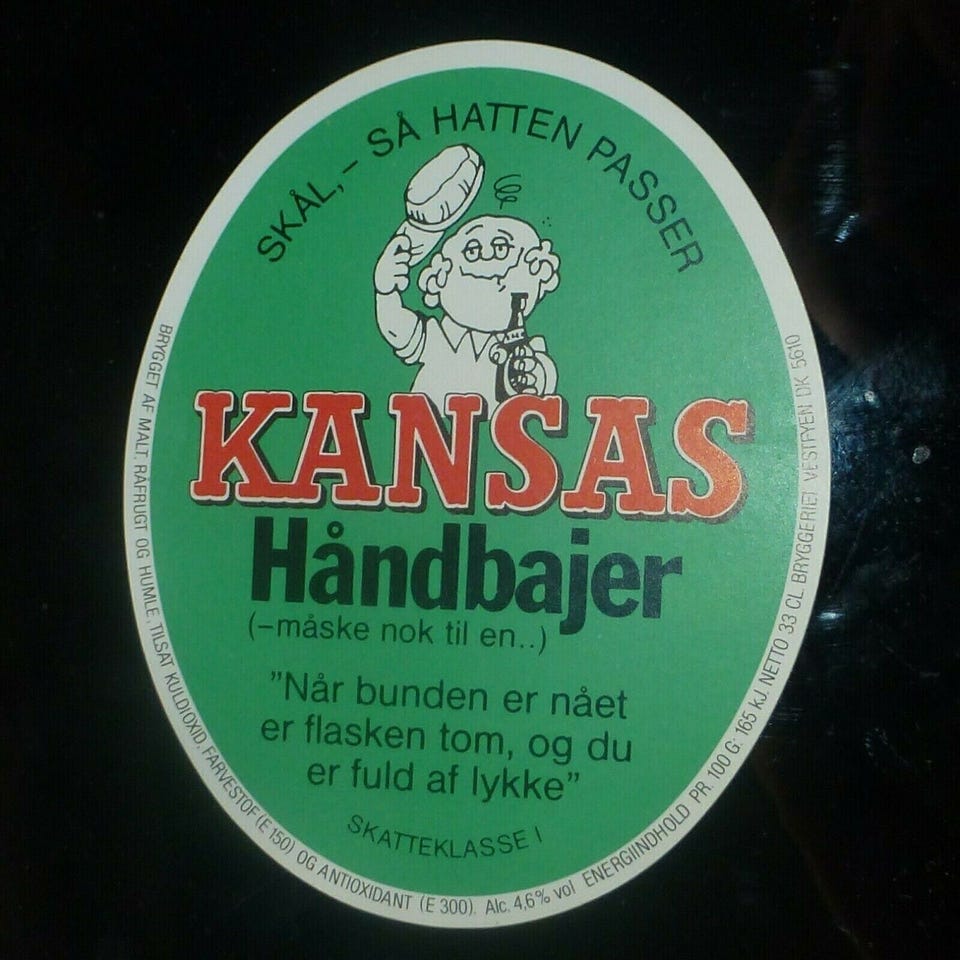 SKÅL,- SÅ HATTEN PASSER
KANSAS
Håndbajer
(-måske nok til en..)
"Når bunden er nået
er flasken tom, og du
er fuld af lykke"
SKATTEKLASSE I
BRYGGET AF MALT, RÅFRUGT OG HUMLE, TILSAT KULDIOXID, FARVESTOF (E 150) OG ANTIOXIDANT (E 300). Alc. 4,6% vol ENERGIINDHOLD PR. 100 G: 165 kJ. NETTO 33 CL. BRYGGERIET VESTFYEN DK 5610